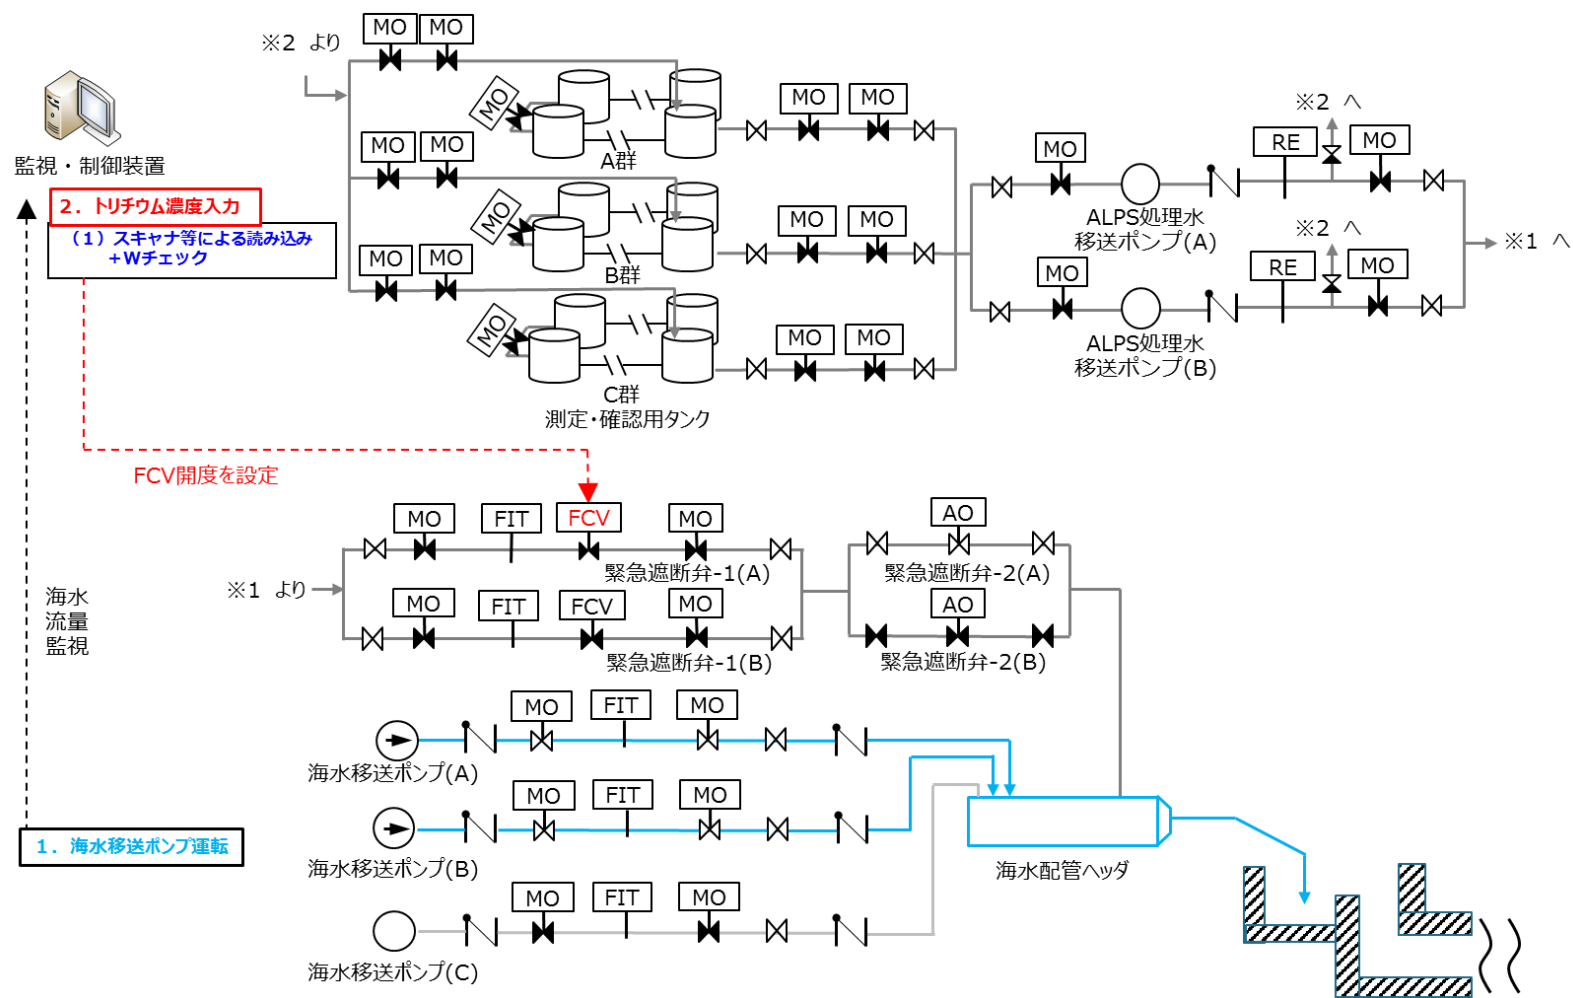 ※2 より
MO
MO
MO
MO
MO
監視・制御装置
MO
MO
A群
MO
RE
※2 へ
MO
ALPS処理水
移送ポンプ(A)
2．トリチウム濃度入力
（1）スキャナ等による読み込み
+Wチェック
MO
MO
MO
B群
MO
MO
MO
MO
RE
※2 へ
MO
※1 へ
ALPS処理水
移送ポンプ(B)
MO
C群
MO
MO
測定・確認用タンク
FCV開度を設定
MO
FIT
FCV
MO
緊急遮断弁-1(A)
AO
緊急遮断弁-2(A)
※1 より
MO
FIT
FCV
MO
緊急遮断弁-1(B)
AO
緊急遮断弁-2(B)
海水
流量
監視
MO
FIT
MO
海水移送ポンプ(A)
MO
FIT
MO
海水移送ポンプ(B)
1．海水移送ポンプ運転
海水配管ヘッダ
MO
FIT
MO
海水移送ポンプ(C)